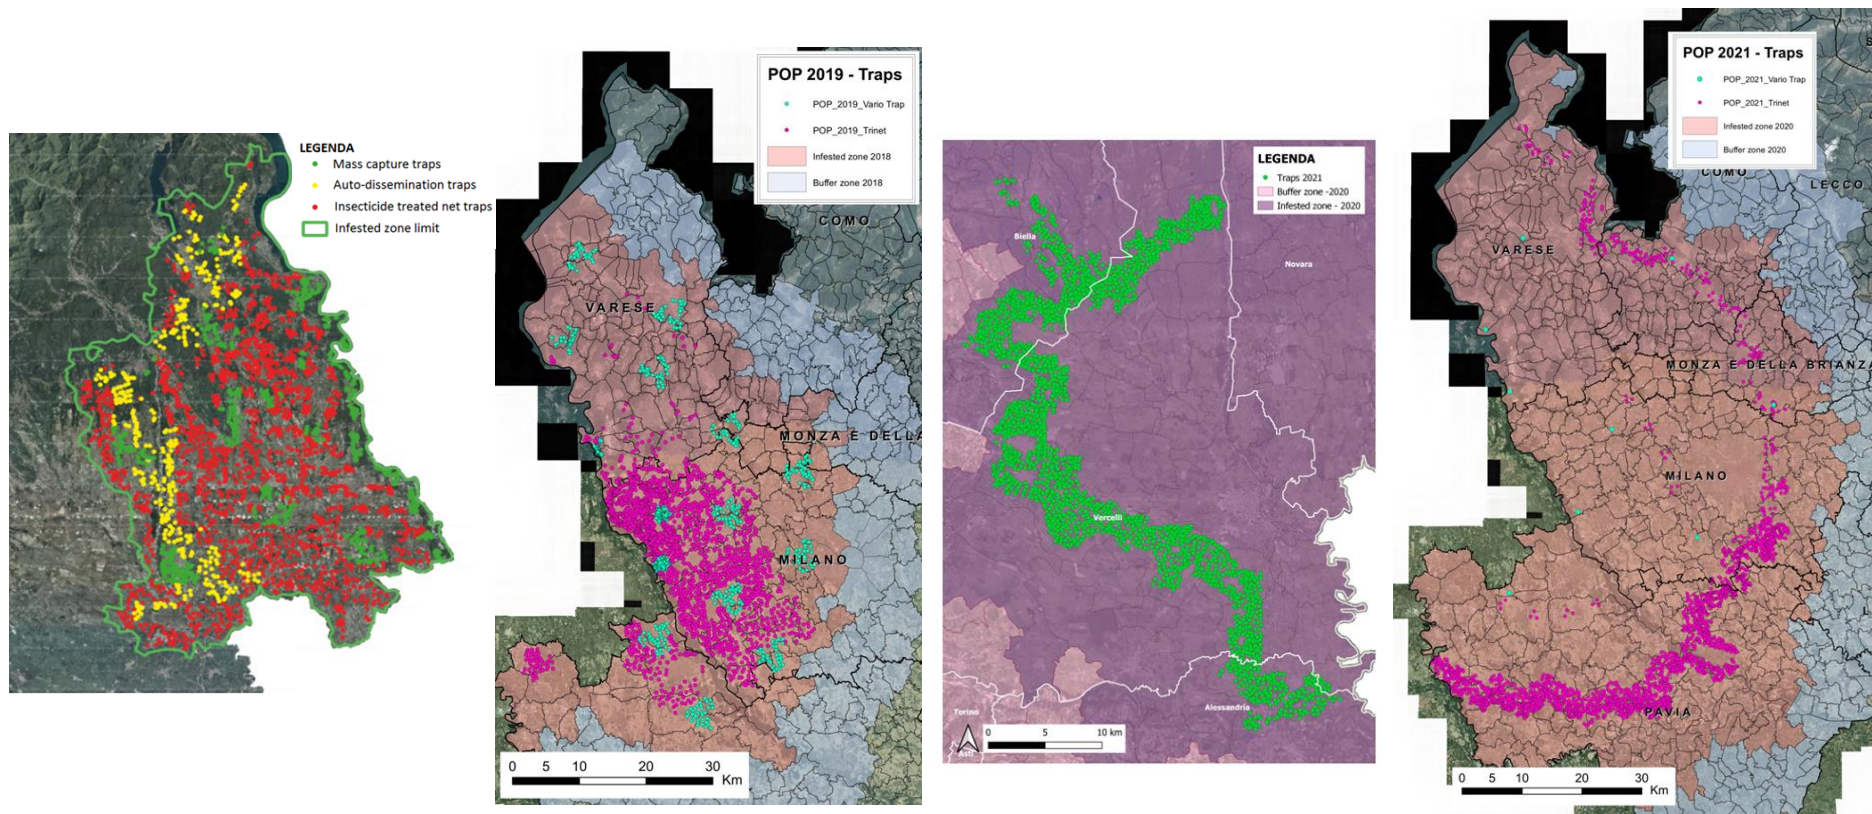 LEGENDA
Mass capture traps
Auto-dissemination traps
Insecticide treated net traps
Infested zone limit
POP 2019 - Traps
POP_2019_Vario Trap
POP_2019_Trinet
Infested zone 2018
Buffer zone 2018
COMO
VARESE
MONZA E DELLA
MILANO
0 5 10 20 30
Km
LEGENDA
Traps 2021
Buffer zone -2020
Infested zone - 2020
Biella
Novara
Vercelli
Alessandria
Torino
Asti
0 5 10 km
POP 2021 - Traps
POP_2021_Vario Trap
POP_2021_Trinet
Infested zone 2020
Buffer zone 2020
COMO
LECCO
VARESE
MONZA E DELLA BRIANZA
MILANO
PAVIA
0 5 10 20 30
Km